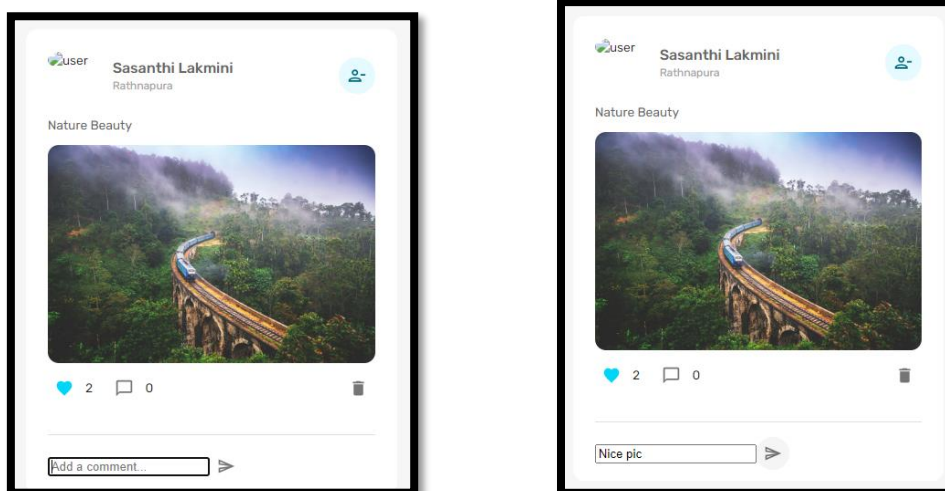 user
Sasanthi Lakmini
Rathnapura
Nature Beauty
2 0
Add a comment...
user
Sasanthi Lakmini
Rathnapura
Nature Beauty
2 0
Nice pic